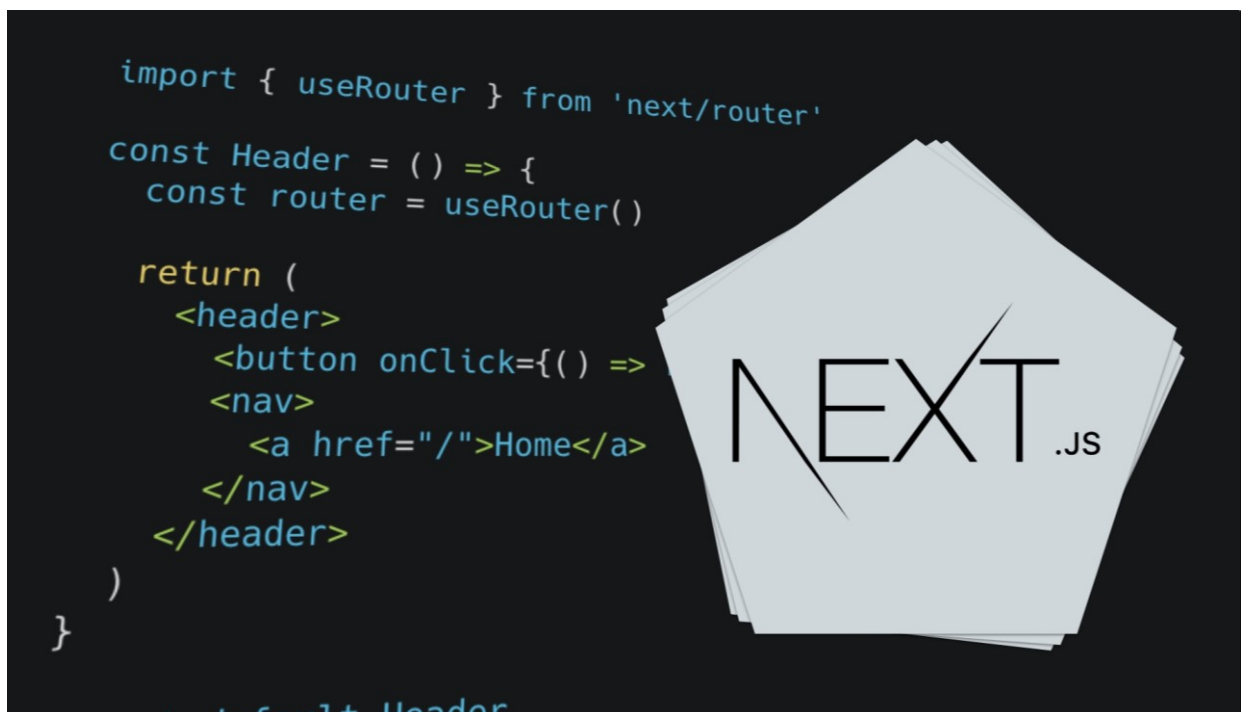 import { useRouter } from 'next/router'
const Header = () => {
const router = useRouter()
return (
<header>
<button onClick={() =>
<nav>
<a href="/">Home</a>
</nav>
</header>
)
}
Header
NEXT.JS